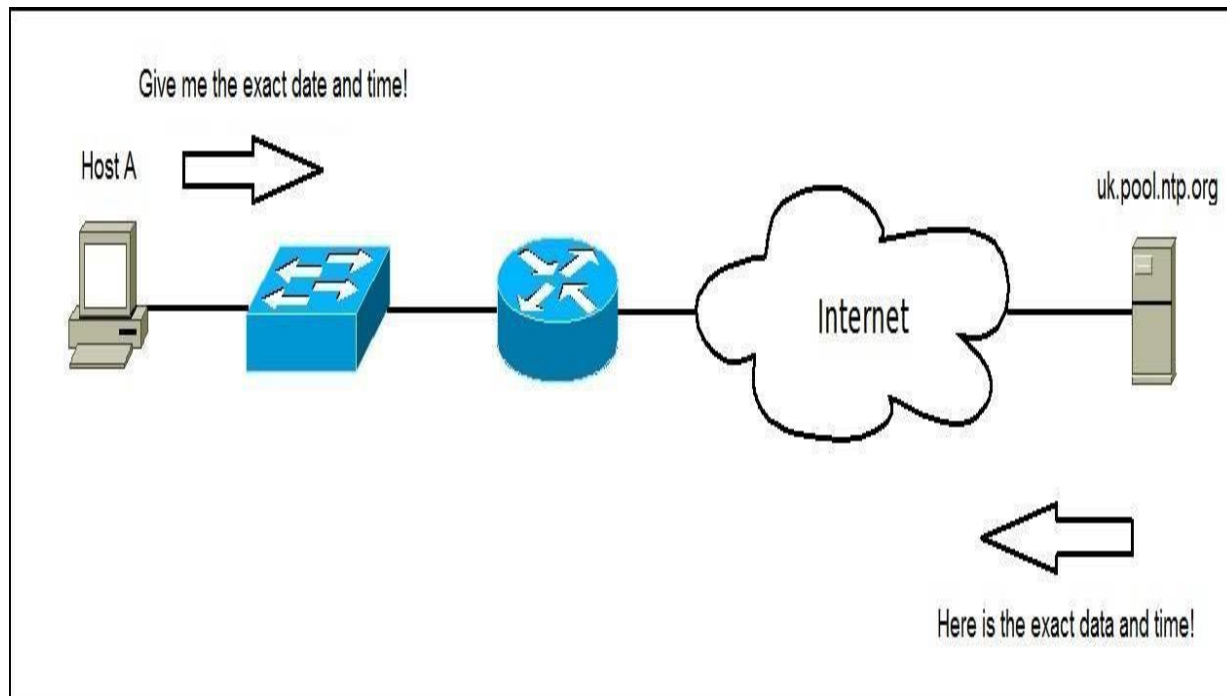 Give me the exact date and time!
Host A
uk.pool.ntp.org
Internet
Here is the exact data and time!